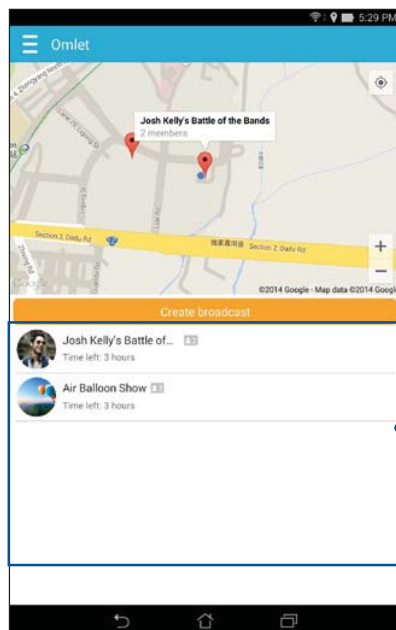 5:29 PM
Omlet
Josh Kelly's Battle of the Bands
2 members
Section 3, Dadu Rd
Section 2, Dadu Rd
Google
©2014 Google - Map data ©2014 Google
Create broadcast
Josh Kelly's Battle of...
Time left: 3 hours
Air Balloon Show
Time left: 3 hours